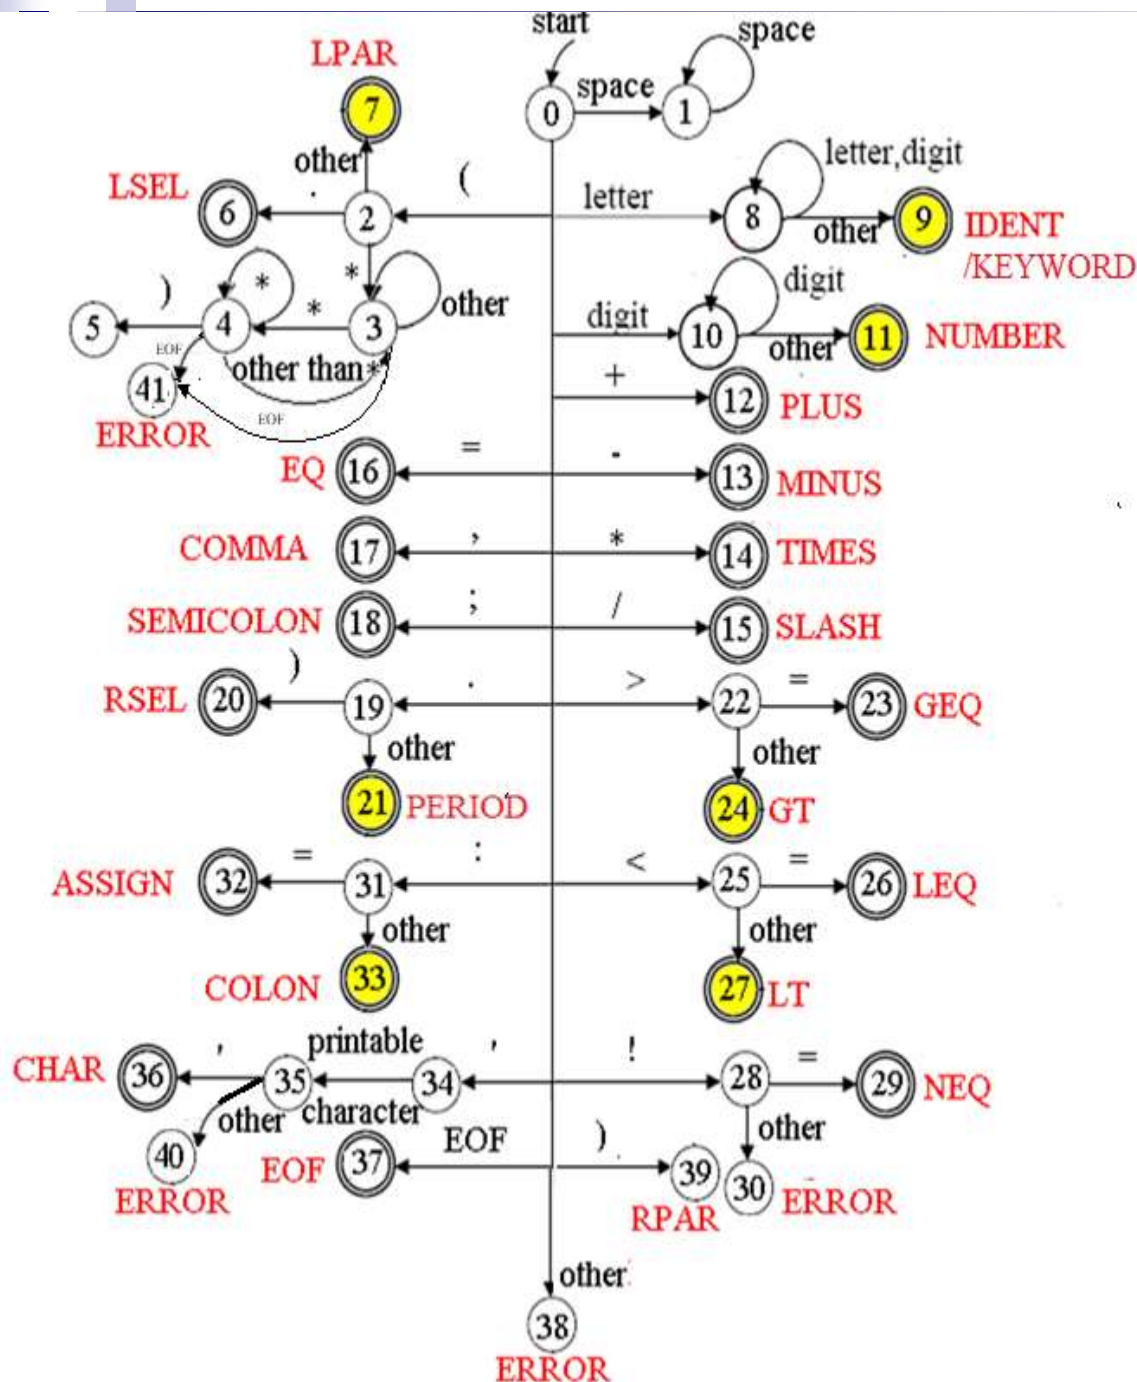 start
space
LPAR
7
0
space
1
other
(
letter
letter,digit
LSEL
.
6
2
8
other
9
IDENT
/KEYWORD
*
)
*
*
other
digit
digit
5
4
3
10
other
11
NUMBER
EOF
other than*
41
EOF
ERROR
+
12
PLUS
EQ
16
=
-
13
MINUS
COMMA
17
,
*
14
TIMES
SEMICOLON
18
;
/
15
SLASH
)
RSEL
20
19
.
>
22
=
23
GEQ
other
other
21
PERIOD
24
GT
ASSIGN
32
=
31
:
<
25
=
26
LEQ
other
other
COLON
33
27
LT
CHAR
36
'
35
printable
character
34
'
!
28
=
29
NEQ
other
other
40
ERROR
EOF
37
EOF
)
39
RPAR
30
ERROR
other
38
ERROR